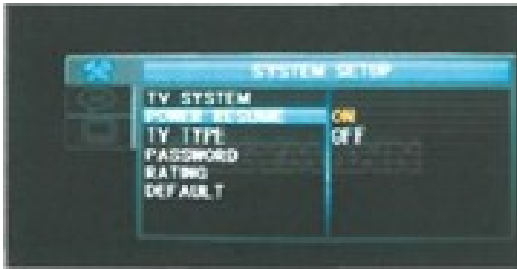 SYSTEM SETUP
TV SYSTEM
POWER RESUME ON
TV TYPE OFF
PASSWORD
RATING
DEFAULT